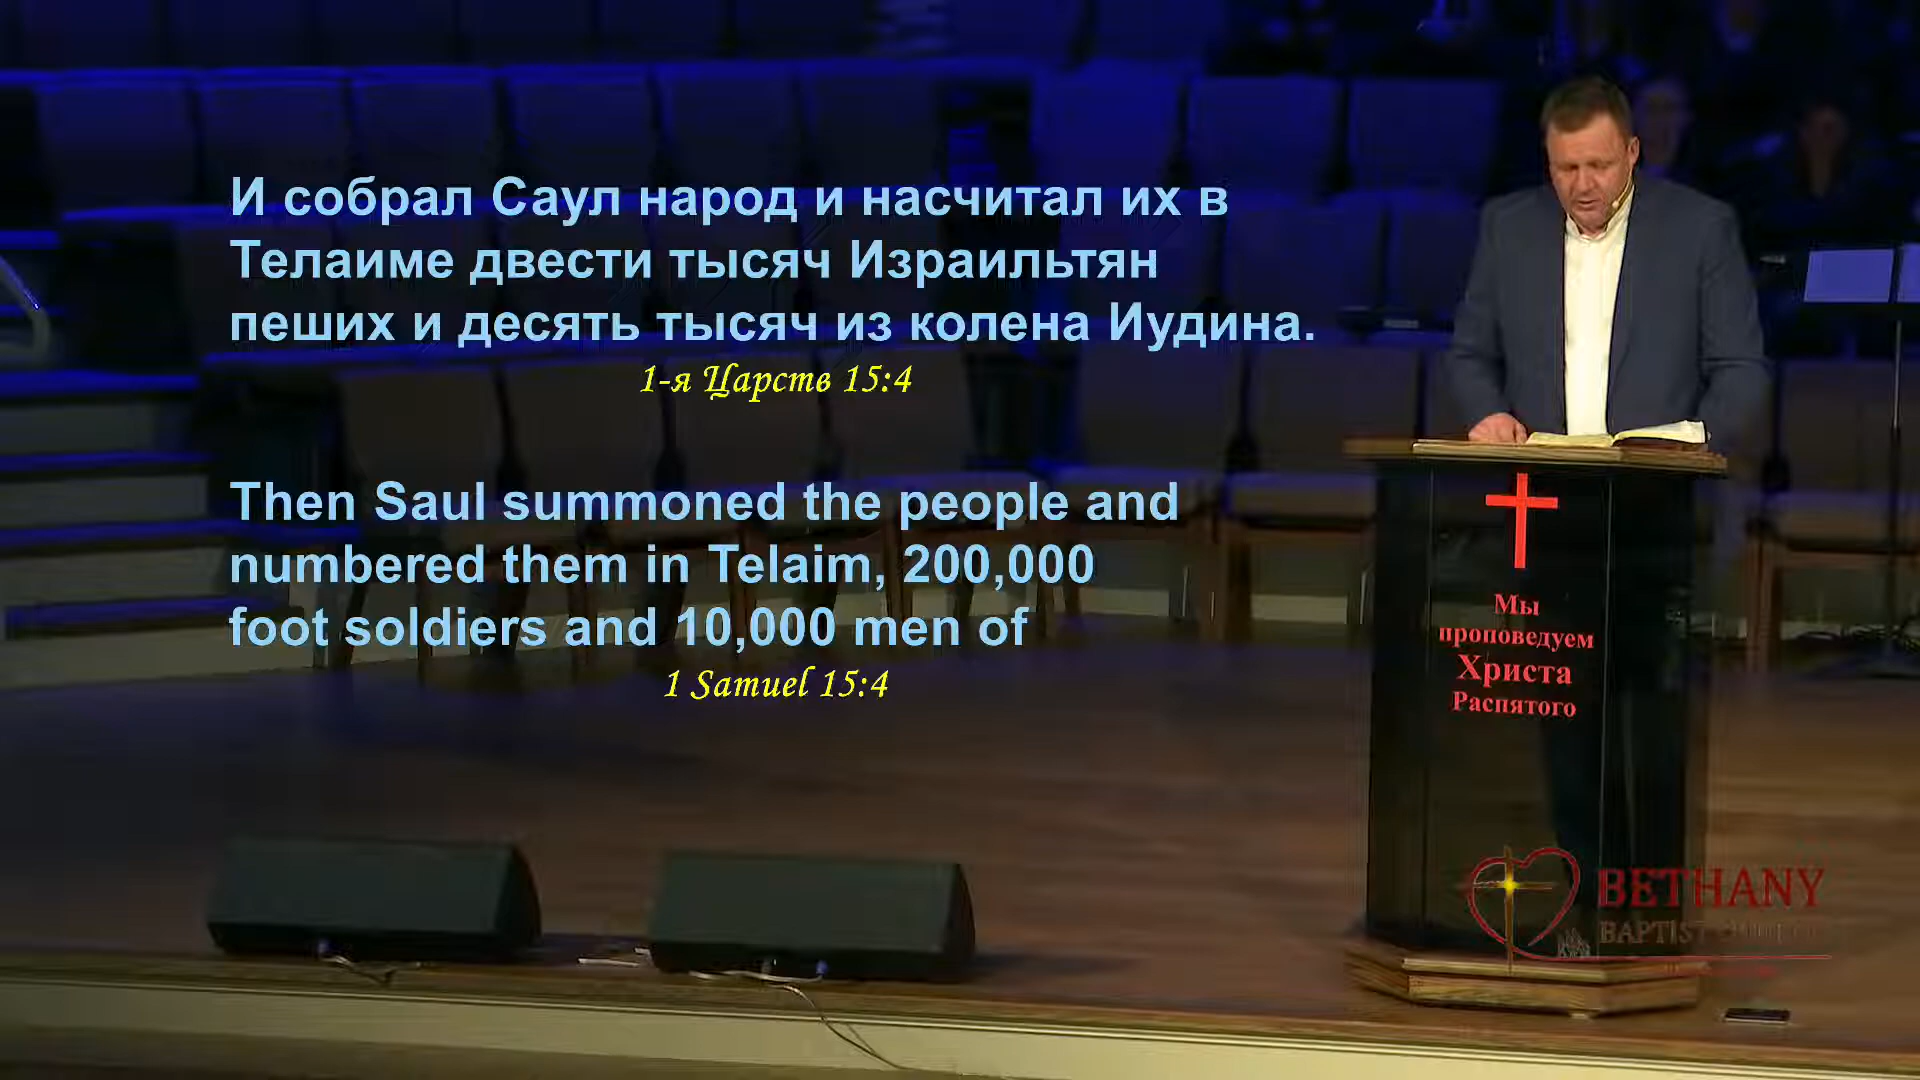 И собрал Саул народ и насчитал их в
Телаиме двести тысяч Израильтян
пеших и десять тысяч из колена Иудина.
1-я Царств 15:4
Then Saul summoned the people and
numbered them in Telaim, 200,000
foot soldiers and 10,000 men of
1 Samuel 15:4
Мы
проповедуем
Христа
Распятого
BETHANY
BAPTIST